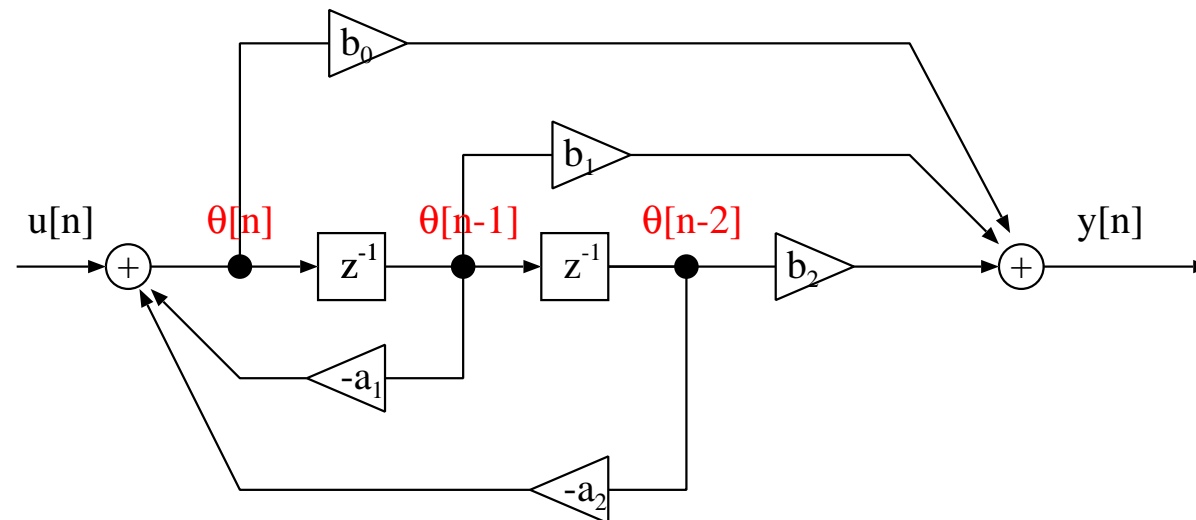 b₀
b₁
u[n]
θ[n]
θ[n-1]
θ[n-2]
y[n]
+
z⁻¹
z⁻¹
b₂
+
-a₁
-a₂